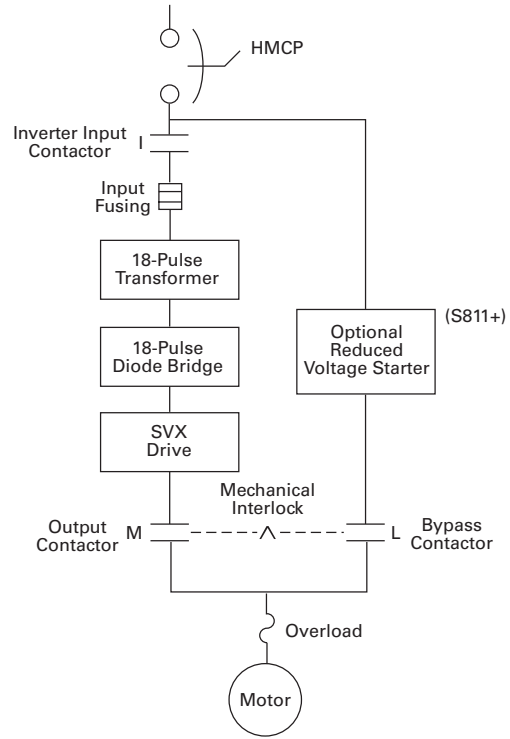 HMCP
Inverter Input
Contactor
I
Input
Fusing
18-Pulse
Transformer
18-Pulse
Diode Bridge
SVX
Drive
(S811+)
Optional
Reduced
Voltage Starter
Mechanical
Interlock
Output
Contactor
M
L
Bypass
Contactor
Overload
Motor